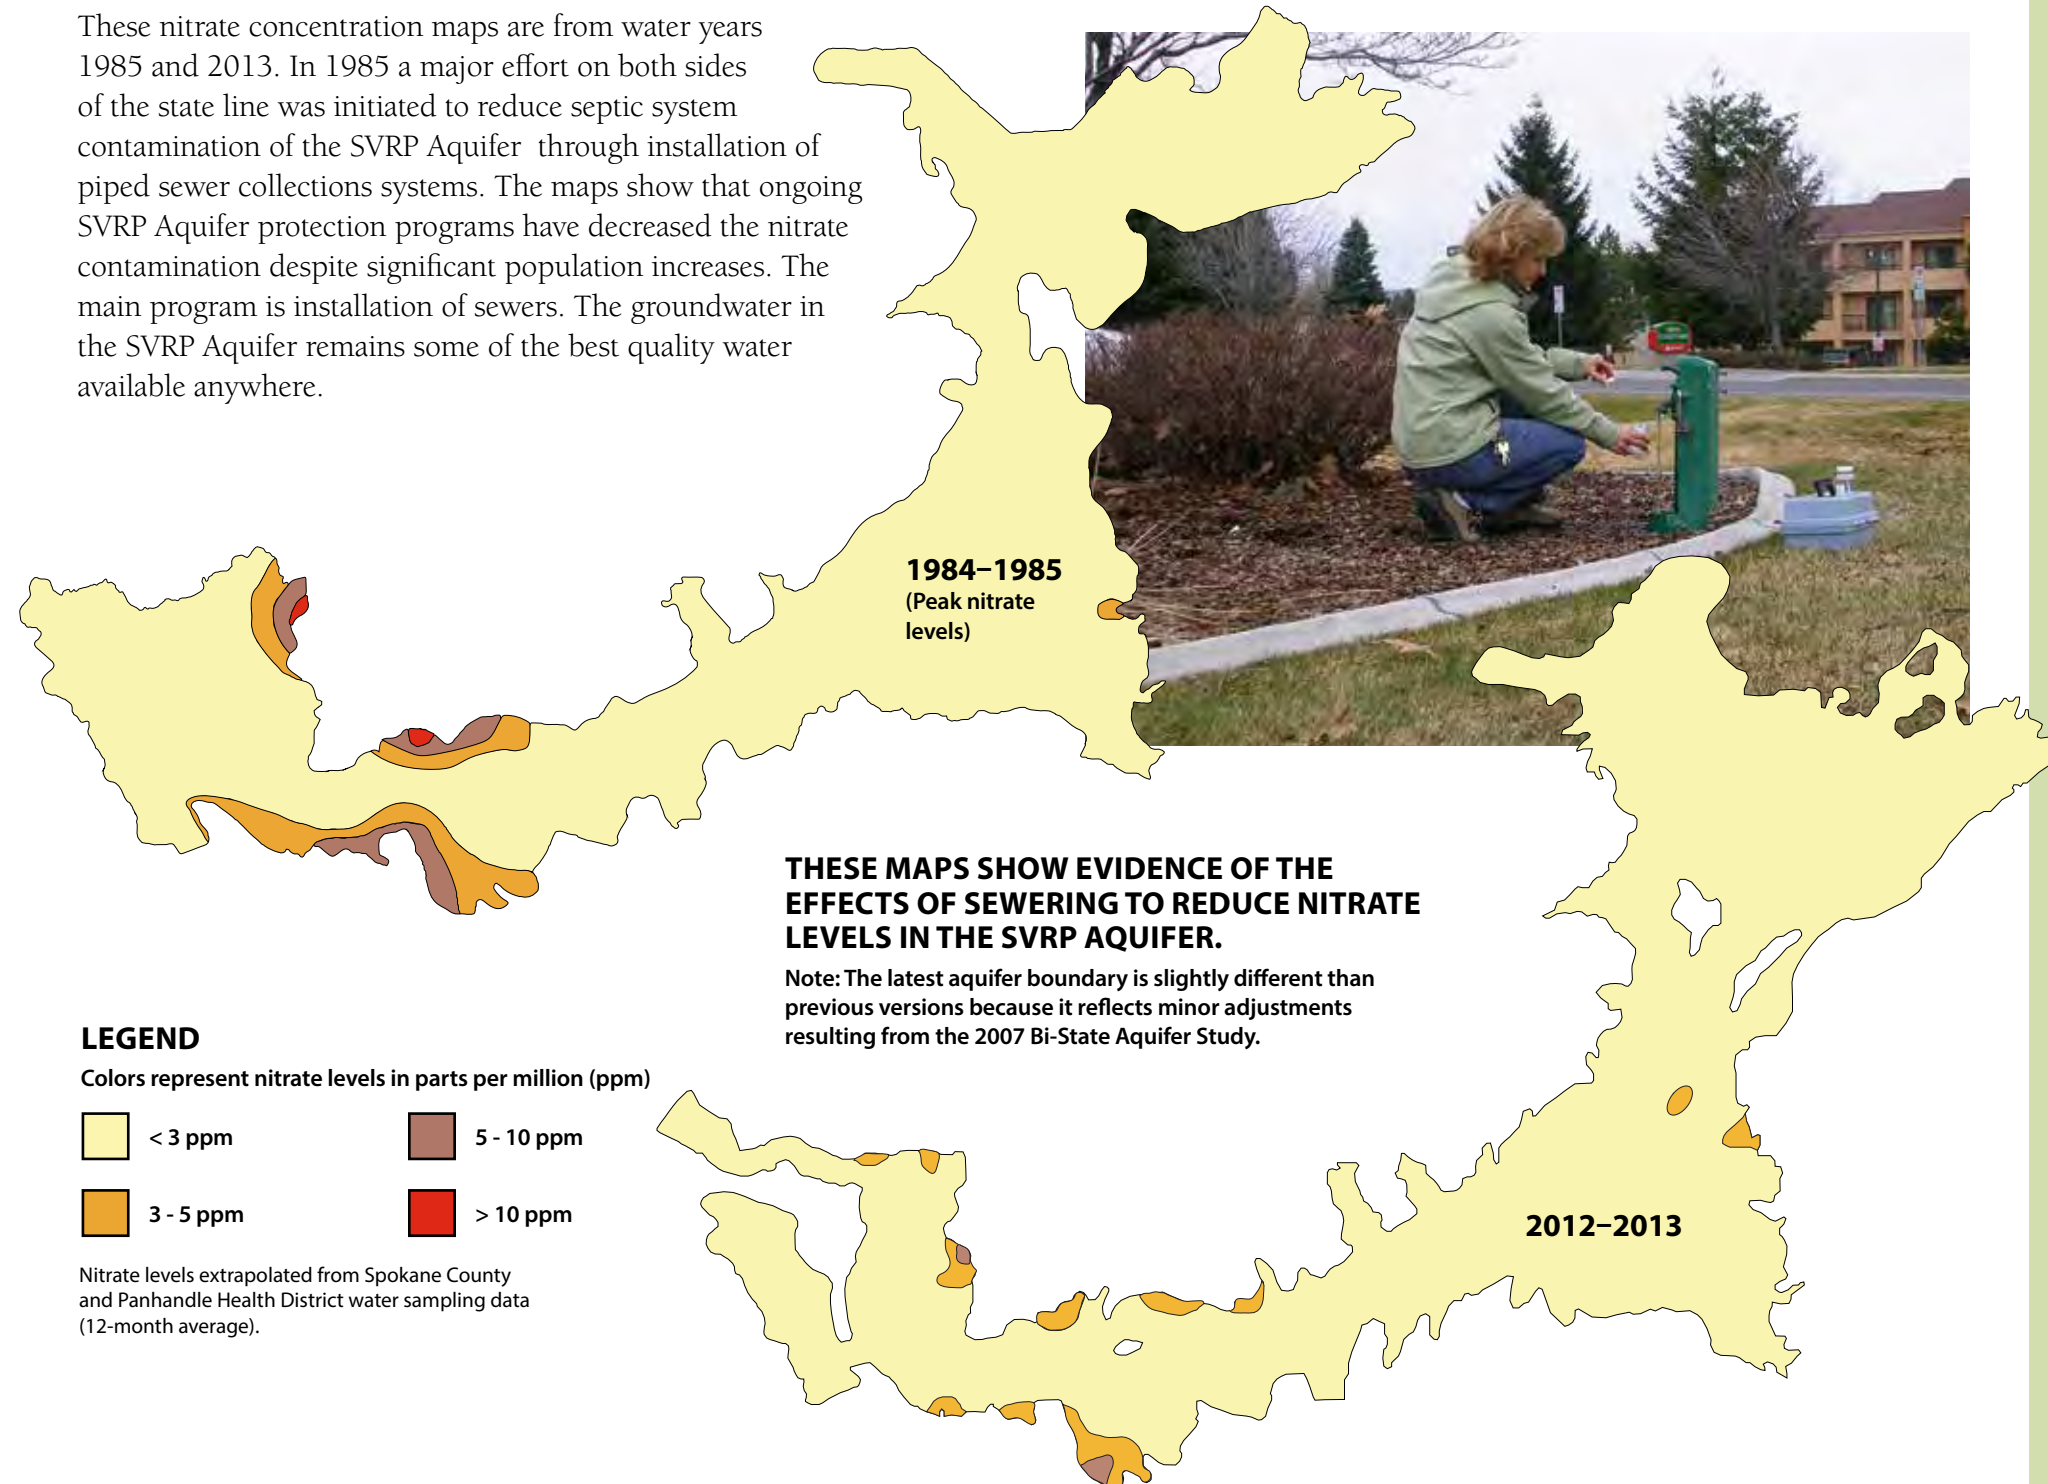 These nitrate concentration maps are from water years
1985 and 2013. In 1985 a major effort on both sides
of the state line was initiated to reduce septic system
contamination of the SVRP Aquifer through installation of
piped sewer collections systems. The maps show that ongoing
SVRP Aquifer protection programs have decreased the nitrate
contamination despite significant population increases. The
main program is installation of sewers. The groundwater in
the SVRP Aquifer remains some of the best quality water
available anywhere.
1984–1985
(Peak nitrate
levels)
THESE MAPS SHOW EVIDENCE OF THE
EFFECTS OF SEWERING TO REDUCE NITRATE
LEVELS IN THE SVRP AQUIFER.
Note: The latest aquifer boundary is slightly different than
previous versions because it reflects minor adjustments
resulting from the 2007 Bi-State Aquifer Study.
LEGEND
Colors represent nitrate levels in parts per million (ppm)
< 3 ppm
5 - 10 ppm
3 - 5 ppm
> 10 ppm
Nitrate levels extrapolated from Spokane County
and Panhandle Health District water sampling data
(12-month average).
2012–2013